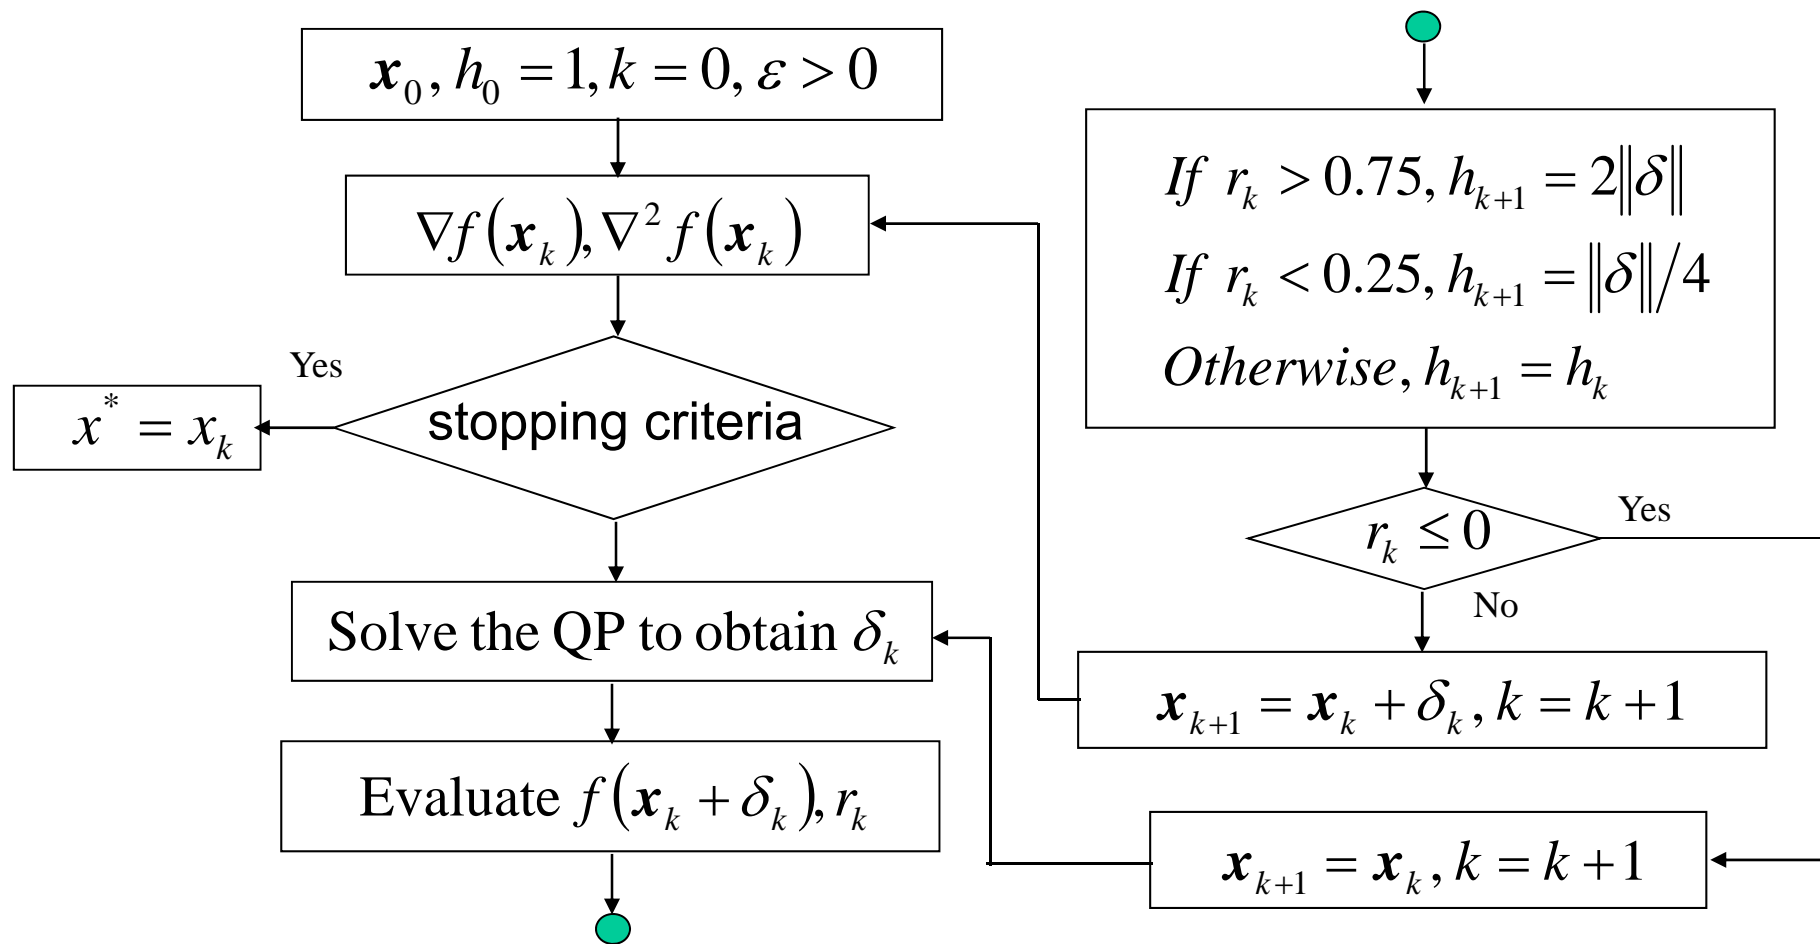 𝒙₀, h₀ = 1, k = 0, ε > 0
∇f(𝒙ₖ), ∇² f(𝒙ₖ)
Yes
stopping criteria
x* = xₖ
Solve the QP to obtain δₖ
Evaluate f(𝒙ₖ + δₖ), rₖ
If rₖ > 0.75, hₖ₊₁ = 2‖δ‖
If rₖ < 0.25, hₖ₊₁ = ‖δ‖/4
Otherwise, hₖ₊₁ = hₖ
rₖ ≤ 0
Yes
No
𝒙ₖ₊₁ = 𝒙ₖ + δₖ, k = k + 1
𝒙ₖ₊₁ = 𝒙ₖ, k = k + 1